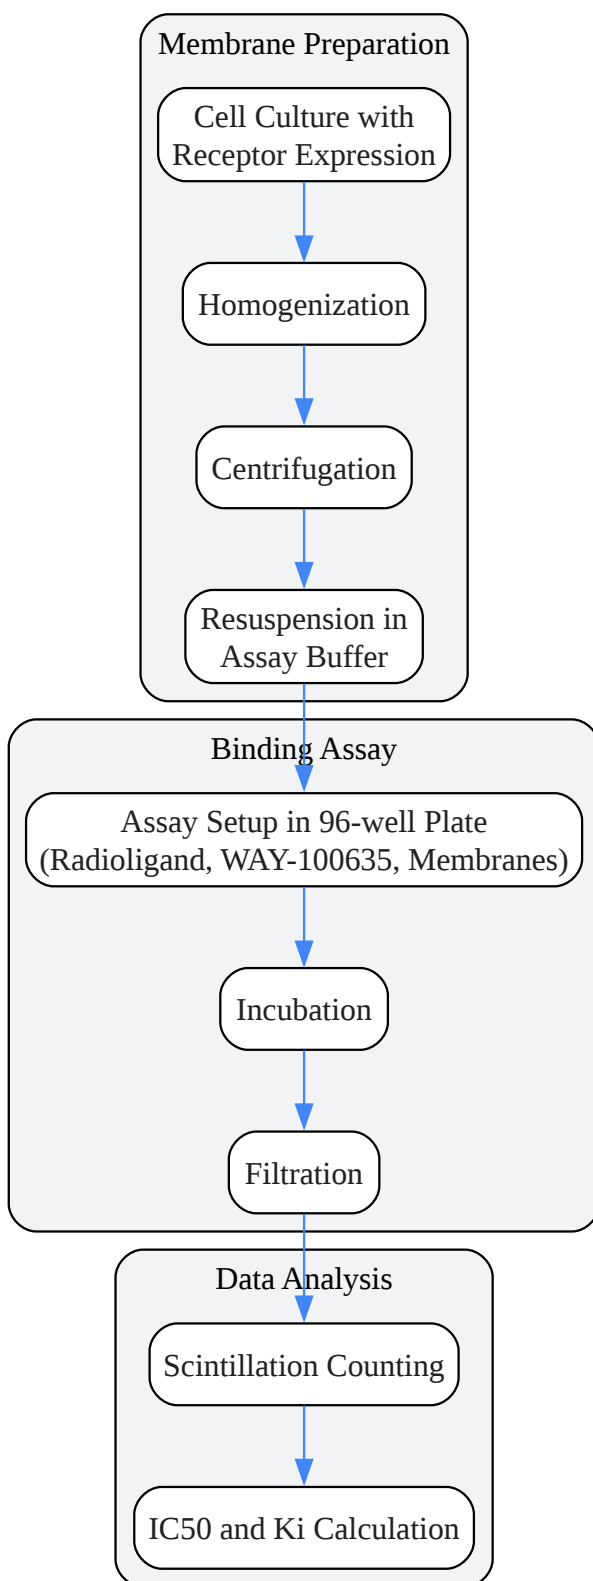 Membrane Preparation
Cell Culture with
Receptor Expression
Homogenization
Centrifugation
Resuspension in
Assay Buffer
Binding Assay
Assay Setup in 96-well Plate
(Radioligand, WAY-100635, Membranes)
Incubation
Filtration
Data Analysis
Scintillation Counting
IC50 and Ki Calculation